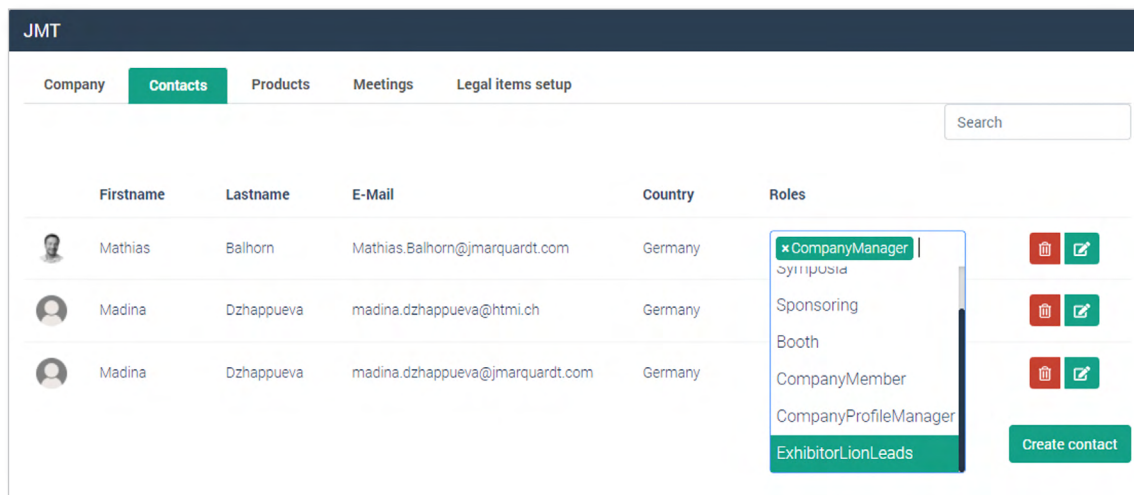 JMT
Company Contacts Products Meetings Legal items setup
Search
Firstname Lastname E-Mail Country Roles
Mathias Balhorn Mathias.Balhorn@jmarquardt.com Germany ×CompanyManager
Symposia
Madina Dzhappueva madina.dzhappueva@htmi.ch Germany Sponsoring
Booth
Madina Dzhappueva madina.dzhappueva@jmarquardt.com Germany CompanyMember
CompanyProfileManager
ExhibitorLionLeads
Create contact